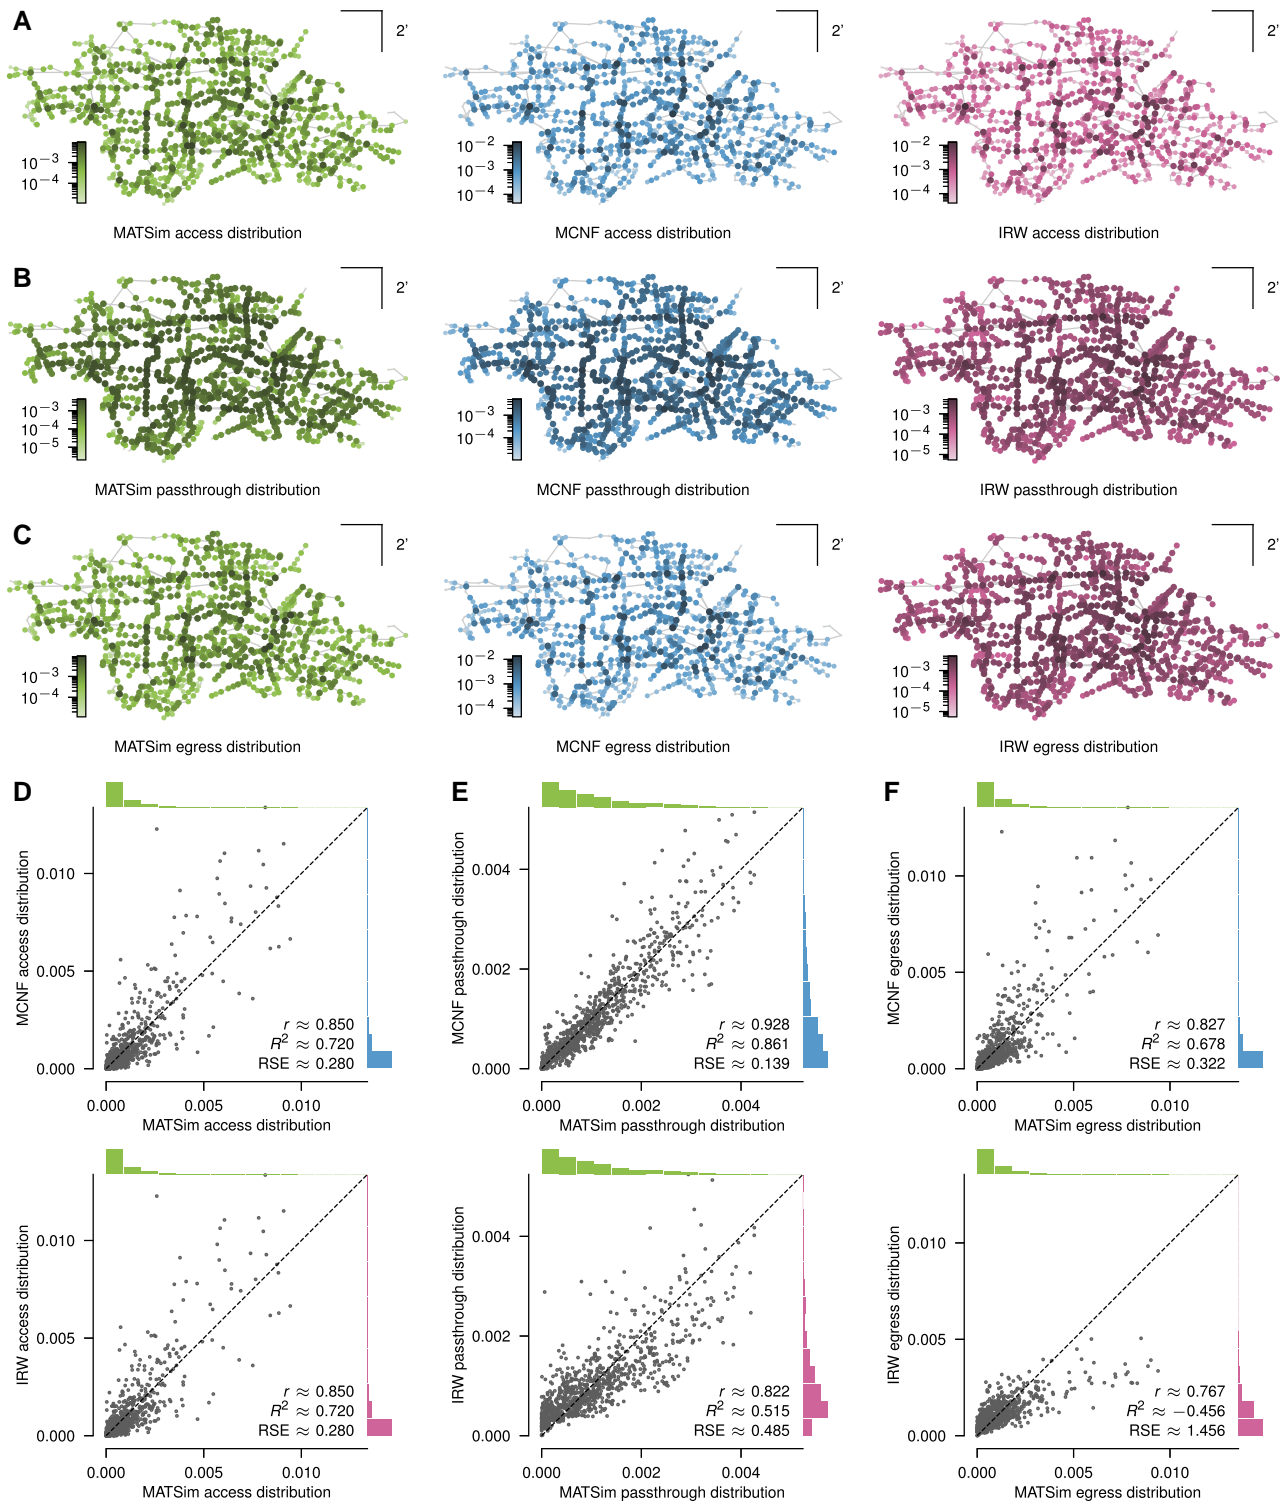 A
2'
2'
2'
10−3
10−4
10−2
10−3
10−4
10−2
10−3
10−4
MATSim access distribution
MCNF access distribution
IRW access distribution
B
2'
2'
2'
10−3
10−4
10−5
10−3
10−4
10−3
10−4
10−5
MATSim passthrough distribution
MCNF passthrough distribution
IRW passthrough distribution
C
2'
2'
2'
10−3
10−4
10−2
10−3
10−4
10−3
10−4
10−5
MATSim egress distribution
MCNF egress distribution
IRW egress distribution
D
MCNF access distribution
0.010
0.005
0.000
r ≈ 0.850
R2 ≈ 0.720
RSE ≈ 0.280
0.000 0.005 0.010
MATSim access distribution
E
MCNF passthrough distribution
0.004
0.002
0.000
r ≈ 0.928
R2 ≈ 0.861
RSE ≈ 0.139
0.000 0.002 0.004
MATSim passthrough distribution
F
MCNF egress distribution
0.010
0.005
0.000
r ≈ 0.827
R2 ≈ 0.678
RSE ≈ 0.322
0.000 0.005 0.010
MATSim egress distribution
IRW access distribution
0.010
0.005
0.000
r ≈ 0.850
R2 ≈ 0.720
RSE ≈ 0.280
0.000 0.005 0.010
MATSim access distribution
IRW passthrough distribution
0.004
0.002
0.000
r ≈ 0.822
R2 ≈ 0.515
RSE ≈ 0.485
0.000 0.002 0.004
MATSim passthrough distribution
IRW egress distribution
0.010
0.005
0.000
r ≈ 0.767
R2 ≈ −0.456
RSE ≈ 1.456
0.000 0.005 0.010
MATSim egress distribution